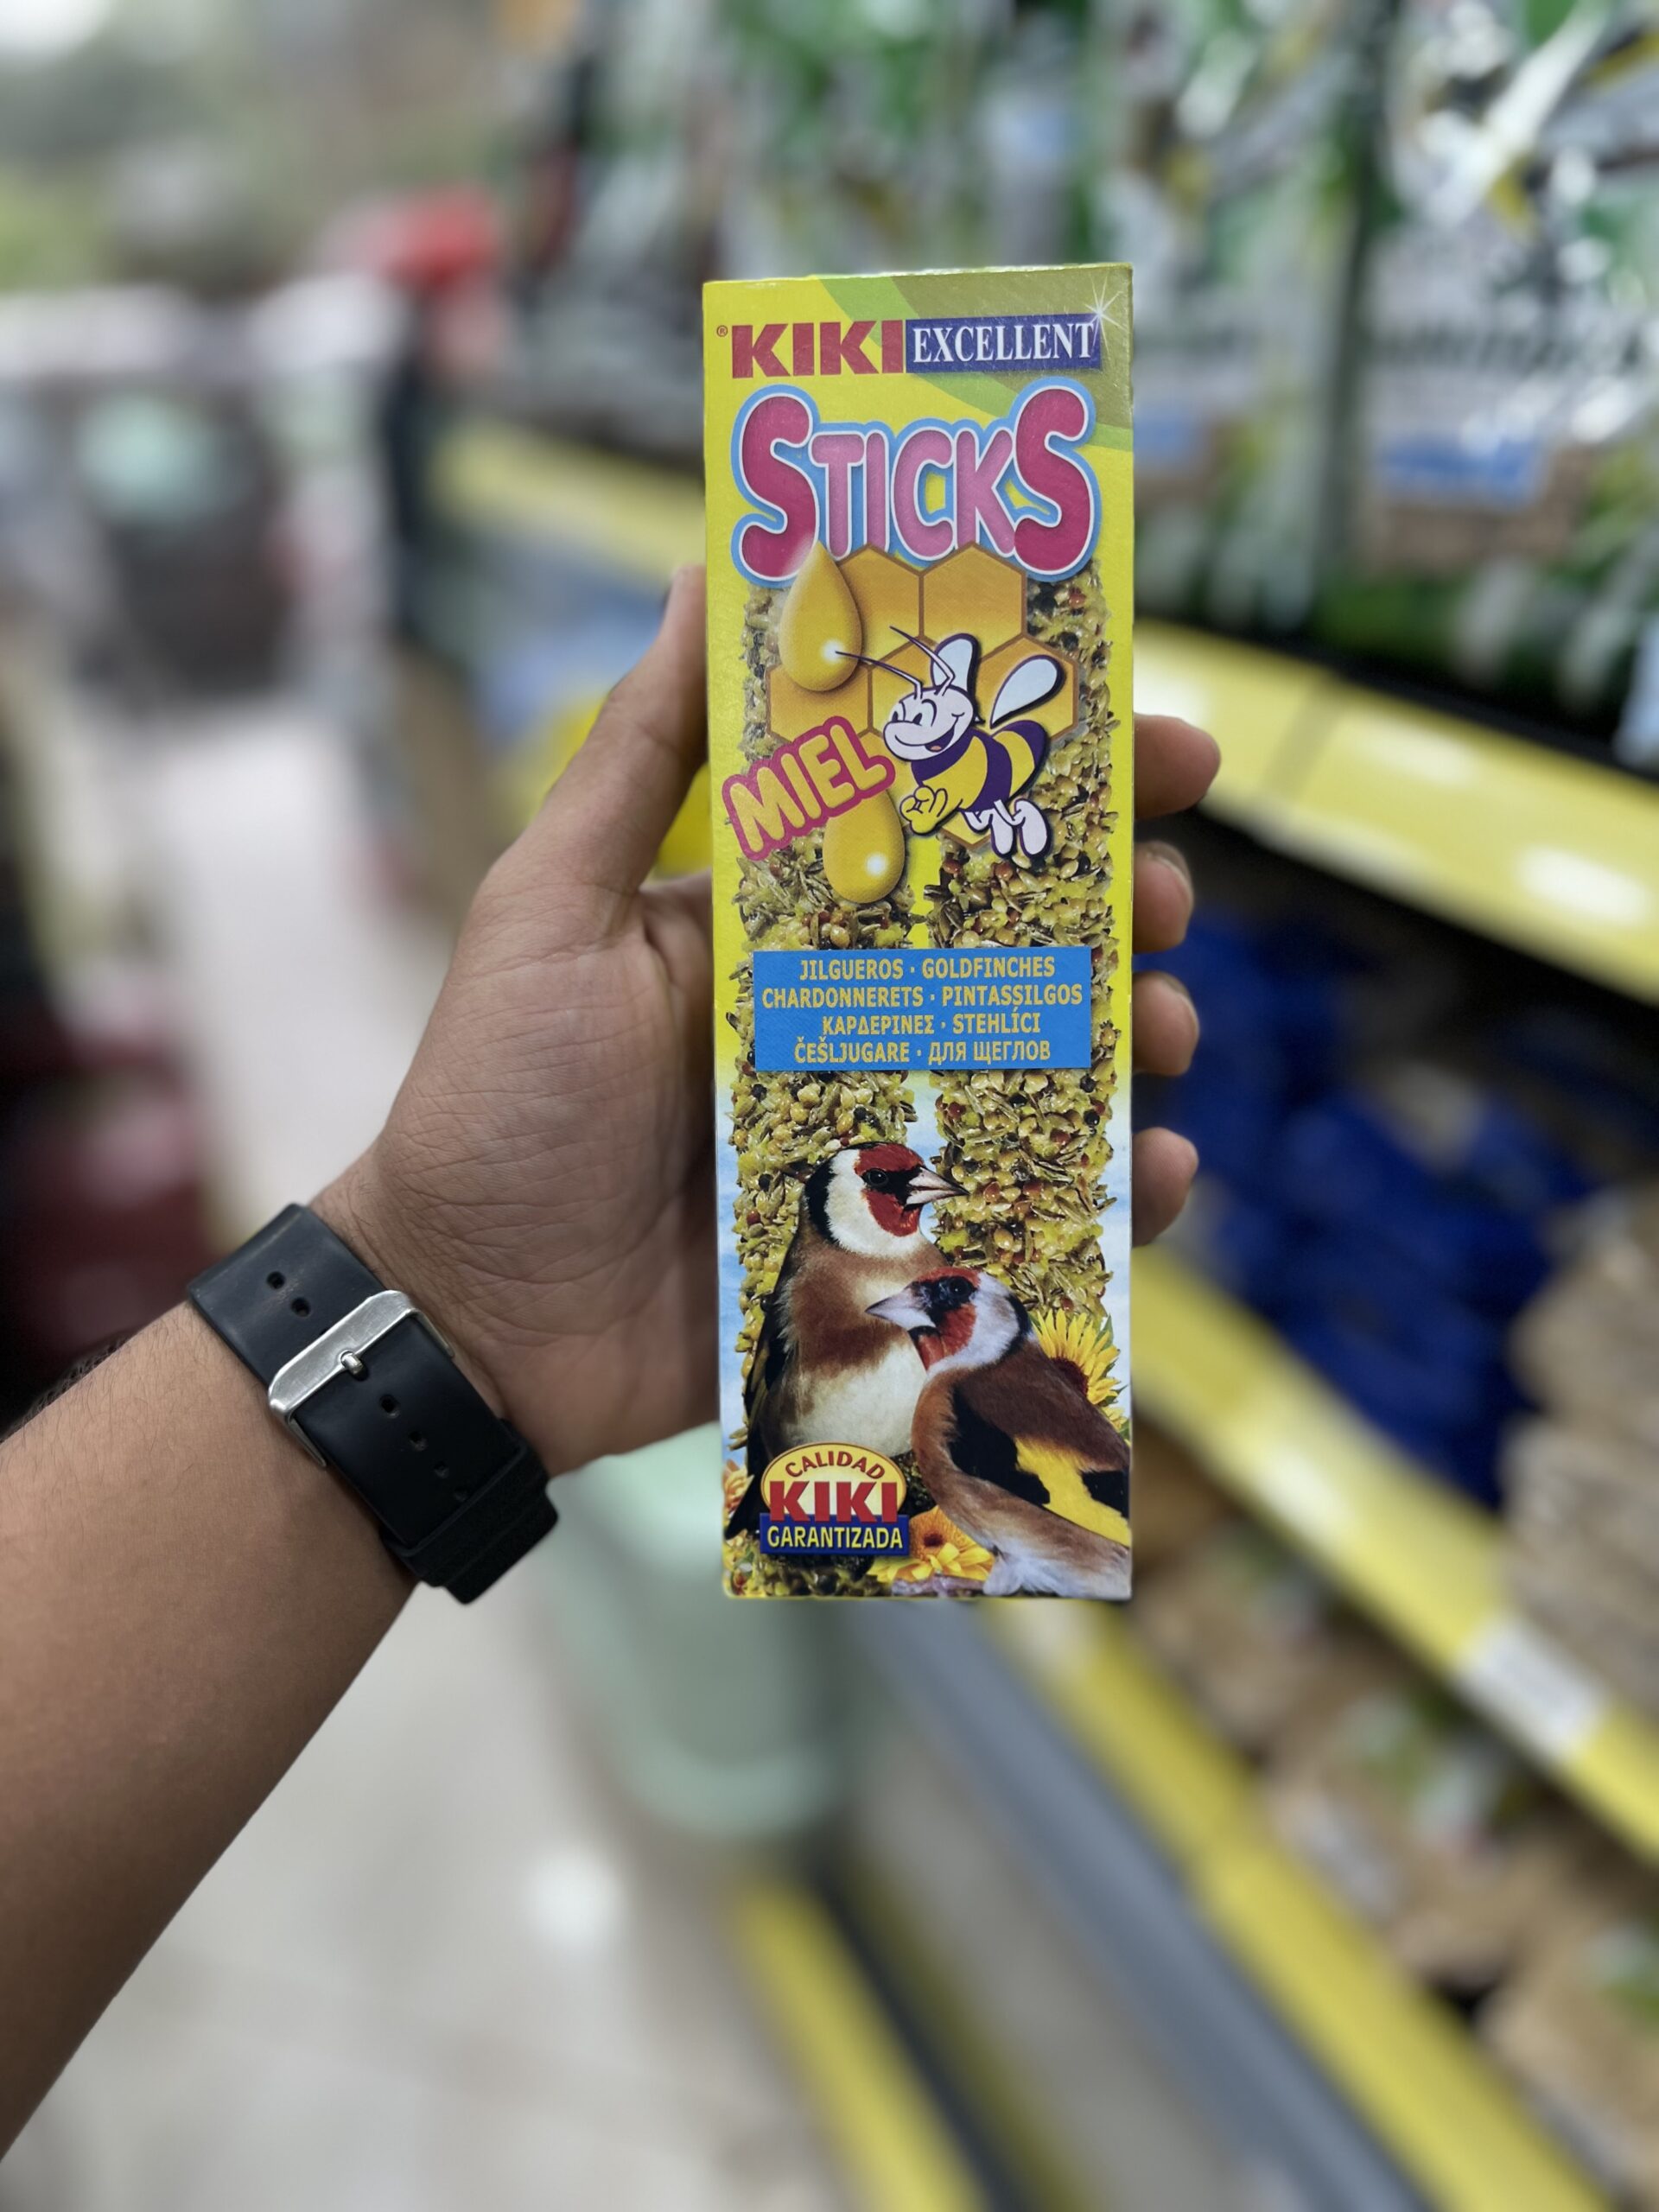 ®KIKI EXCELLENT
STICKS
MIEL
JILGUEROS · GOLDFINCHES
CHARDONNERETS · PINTASSILGOS
ΚΑΡΔΕΡΙΝΕΣ · STEHLÍCI
ČEŠLJUGARE · ДЛЯ ЩЕГЛОВ
CALIDAD
KIKI
GARANTIZADA